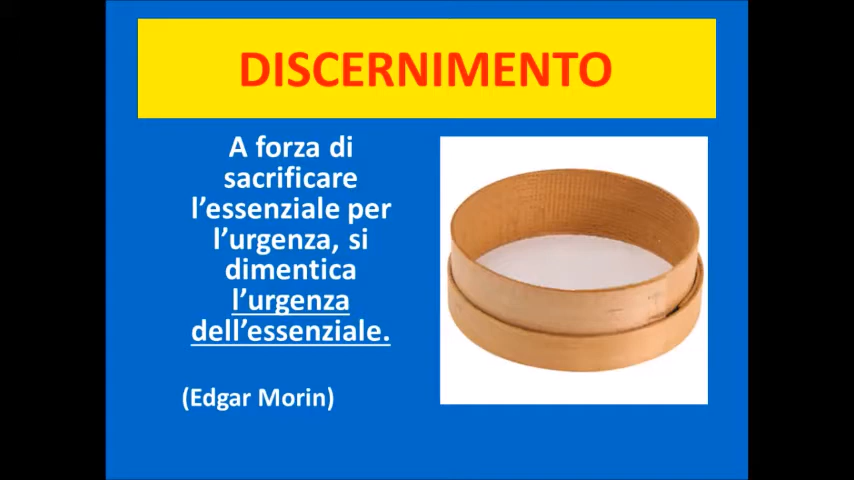 DISCERNIMENTO
A forza di
sacrificare
l’essenziale per
l’urgenza, si
dimentica
l’urgenza
dell’essenziale.
(Edgar Morin)